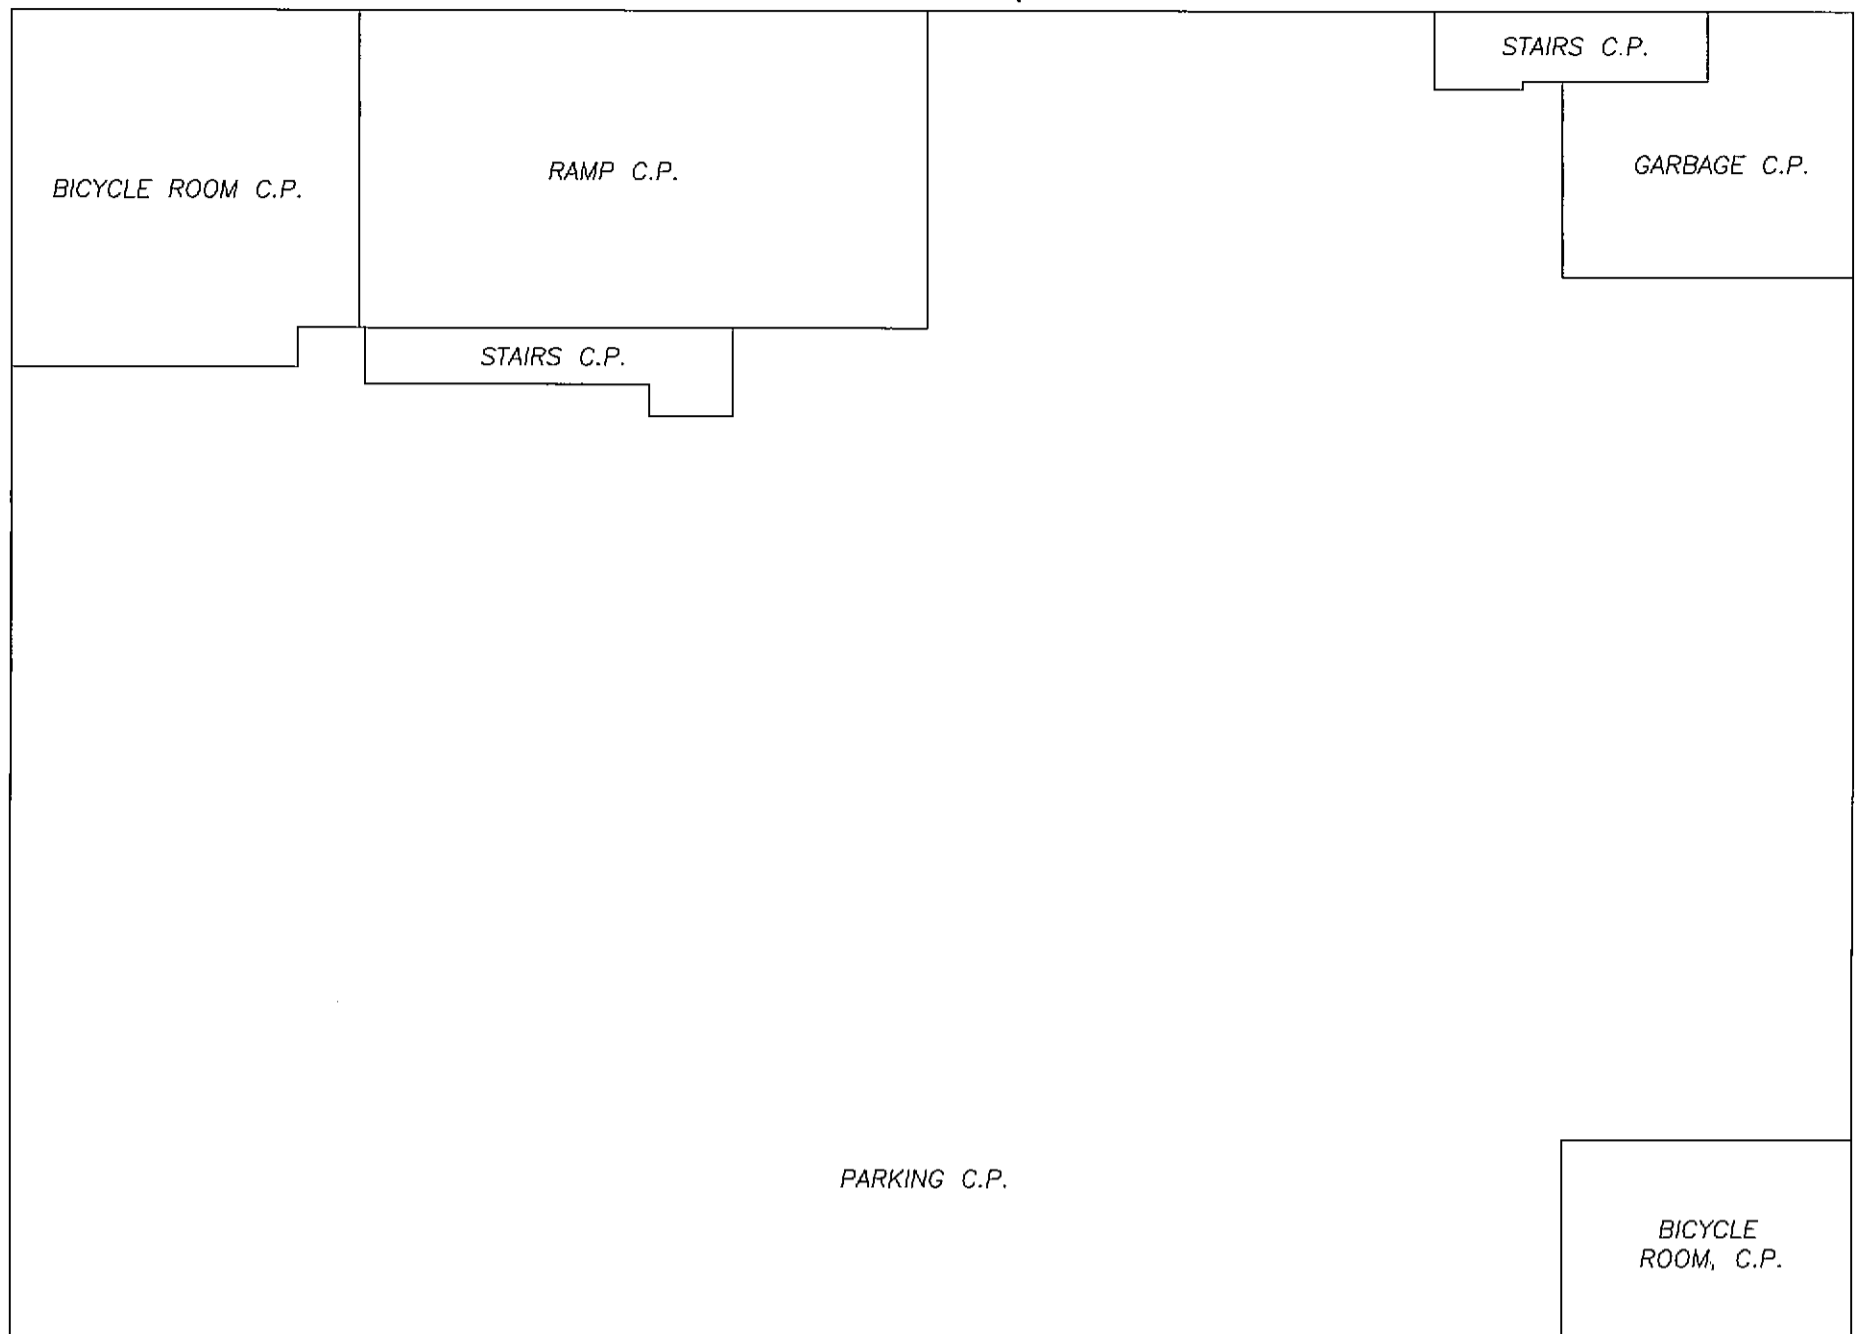 STAIRS C.P.
BICYCLE ROOM C.P.
RAMP C.P.
GARBAGE C.P.
STAIRS C.P.
PARKING C.P.
BICYCLE
ROOM, C.P.